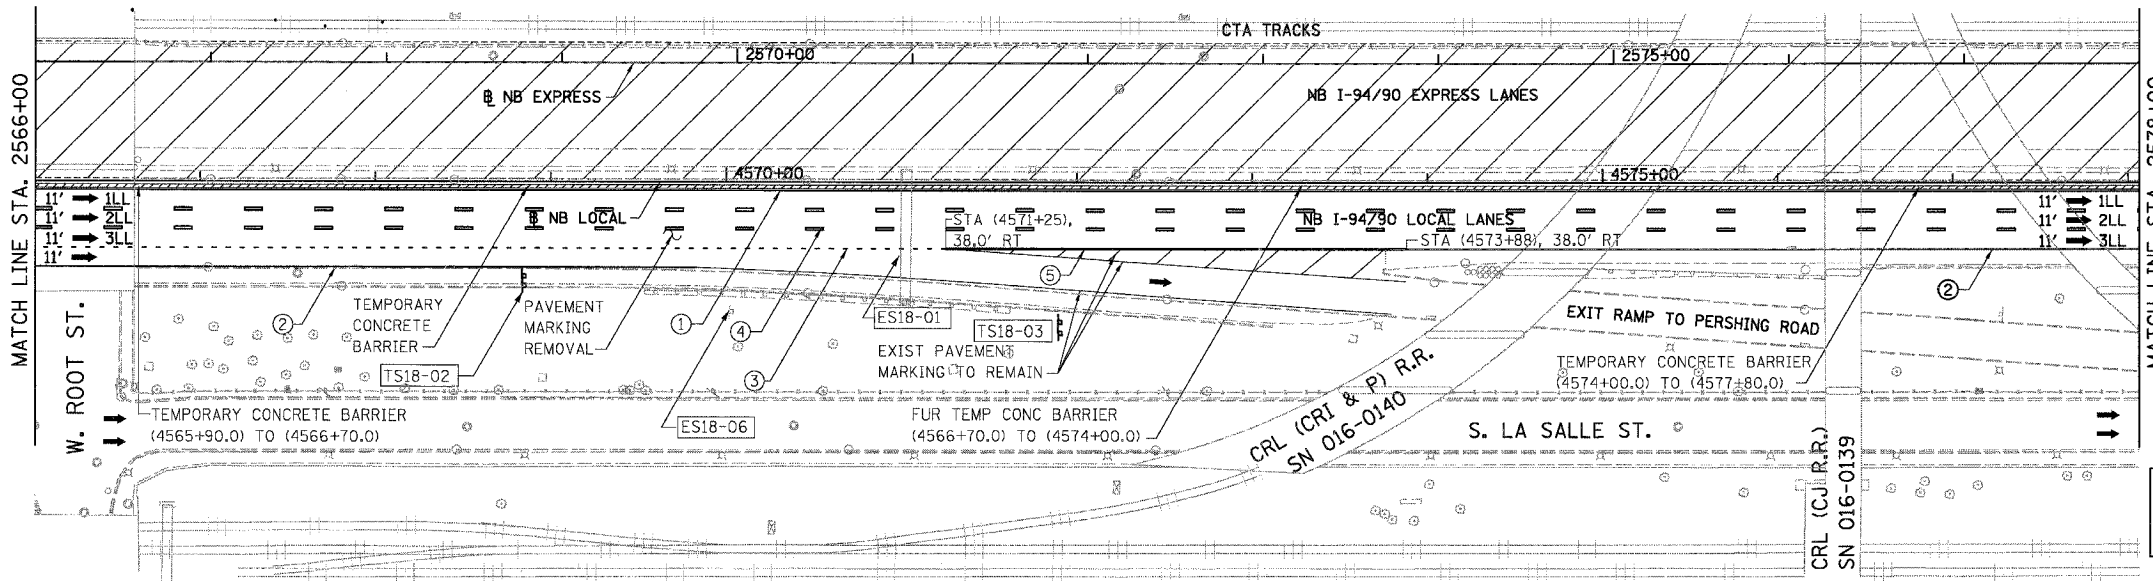 CTA TRACKS
2570+00
2575+00
B NB EXPRESS
NB I-94/90 EXPRESS LANES
MATCH LINE STA. 2566+00
4570+00
4575+00
11' 1LL
11' 2LL
11' 3LL
11'
B NB LOCAL
STA (4571+25),
38.0' RT
NB I-94/90 LOCAL LANES
STA (4573+88), 38.0' RT
11' 1LL
11' 2LL
11' 3LL
MATCH LINE STA. 2578+00
5
2
TEMPORARY
CONCRETE
BARRIER
PAVEMENT
MARKING
REMOVAL
1
4
3
ES18-01
TS18-03
EXIST PAVEMENT
MARKING TO REMAIN
EXIT RAMP TO PERSHING ROAD
2
TS18-02
TEMPORARY CONCRETE BARRIER
(4574+00.0) TO (4577+80.0)
W. ROOT ST.
TEMPORARY CONCRETE BARRIER
(4565+90.0) TO (4566+70.0)
ES18-06
FUR TEMP CONC BARRIER
(4566+70.0) TO (4574+00.0)
CRL (CRI & P) R.R.
SN 016-0140
S. LA SALLE ST.
CRL (CJ R.R.)
SN 016-0139